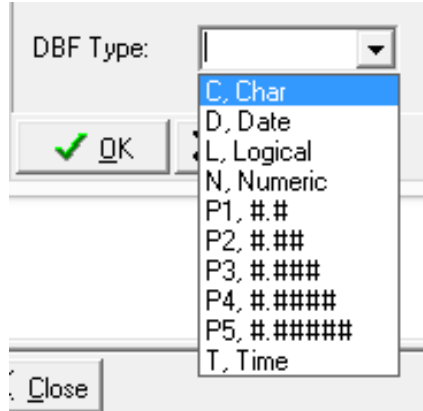 DBF Type:
C, Char
D, Date
L, Logical
N, Numeric
P1, #.#
P2, #.##
P3, #.###
P4, #.####
P5, #.#####
T, Time
OK
Close